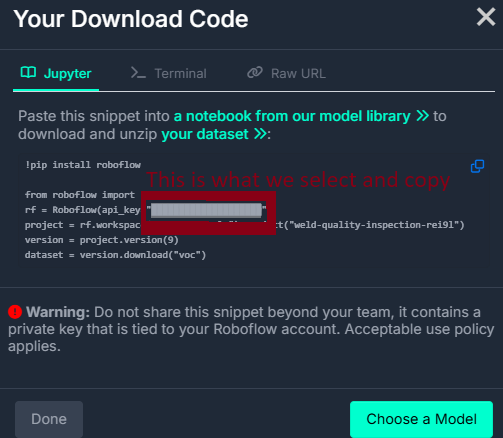 Your Download Code
Jupyter
Terminal
Raw URL
Paste this snippet into a notebook from our model library to
download and unzip your dataset :
!pip install roboflow
This is what we select and copy
from roboflow import
rf = Roboflow(api_key "
project = rf.workspac ct("weld-quality-inspection-rei9l")
version = project.version(9)
dataset = version.download("voc")
Warning: Do not share this snippet beyond your team, it contains a
private key that is tied to your Roboflow account. Acceptable use policy
applies.
Done
Choose a Model